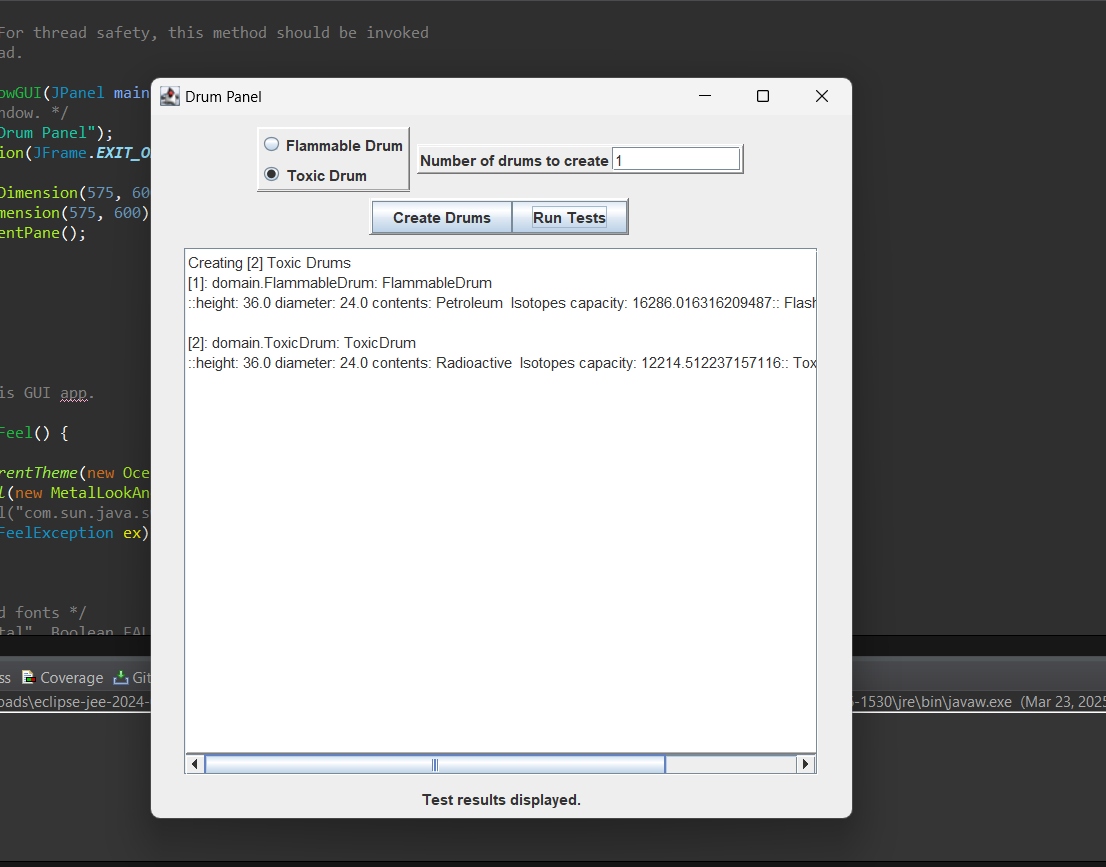 For thread safety, this method should be invoked
ad.
owGUI(JPanel main
ndow. */
Drum Panel");
ion(JFrame.EXIT_O
Dimension(575, 60
mension(575, 600)
entPane();
is GUI app.
Feel() {
rentTheme(new Oce
l(new MetalLookAn
l("com.sun.java.s
FeelException ex)
d fonts */
tal", Boolean.FAL
Drum Panel
Flammable Drum
Toxic Drum
Number of drums to create 1
Create Drums Run Tests
Creating [2] Toxic Drums
[1]: domain.FlammableDrum: FlammableDrum
::height: 36.0 diameter: 24.0 contents: Petroleum  Isotopes capacity: 16286.016316209487:: Flash
[2]: domain.ToxicDrum: ToxicDrum
::height: 36.0 diameter: 24.0 contents: Radioactive  Isotopes capacity: 12214.512237157116:: Tox
Test results displayed.
ss Coverage Git
oads\eclipse-jee-2024- -1530\jre\bin\javaw.exe (Mar 23, 2025